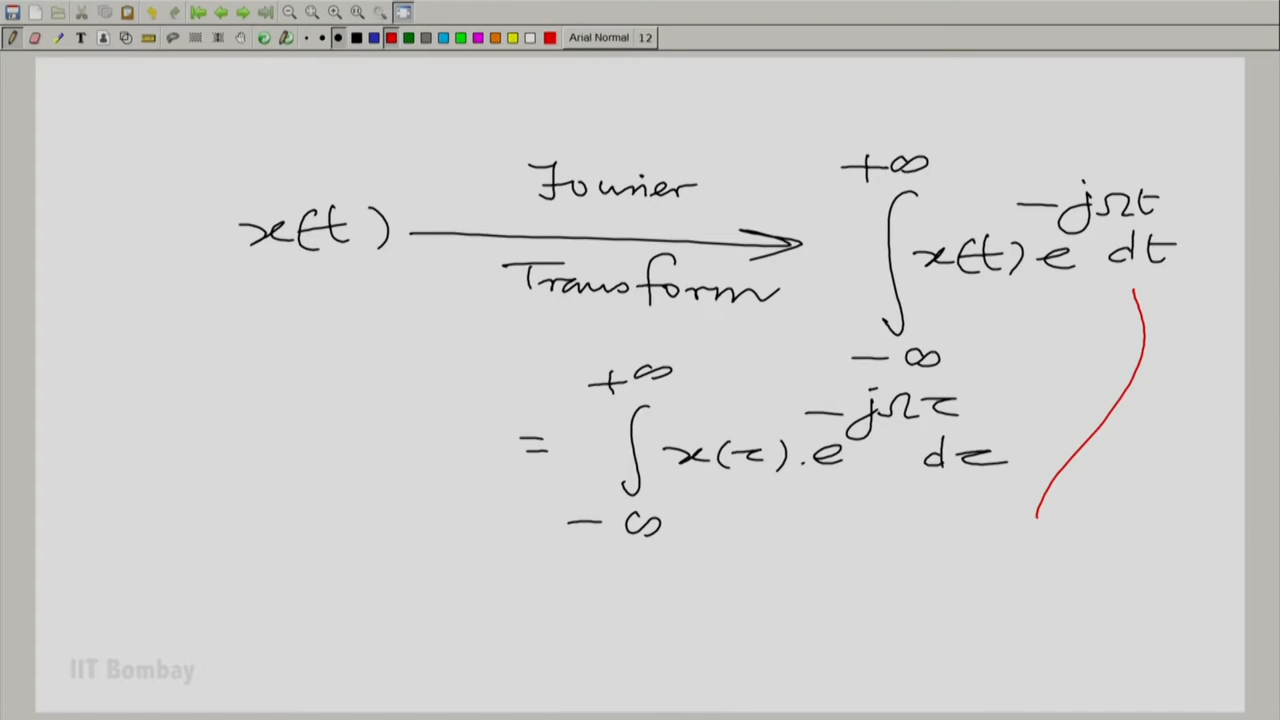 Arial Normal 12
x(t) Fourier Transform ∫_{-∞}^{+∞} x(t) e^{-jΩt} dt
= ∫_{-∞}^{+∞} x(τ) . e^{-jΩτ} dτ
IIT Bombay